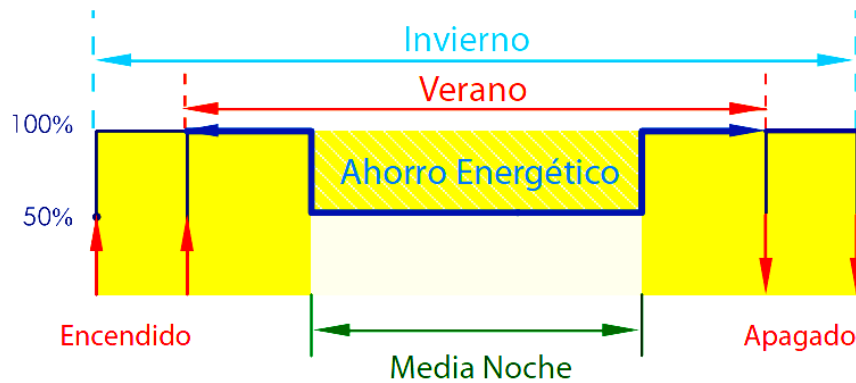 Invierno
Verano
100%
Ahorro Energético
50%
Encendido
Apagado
Media Noche